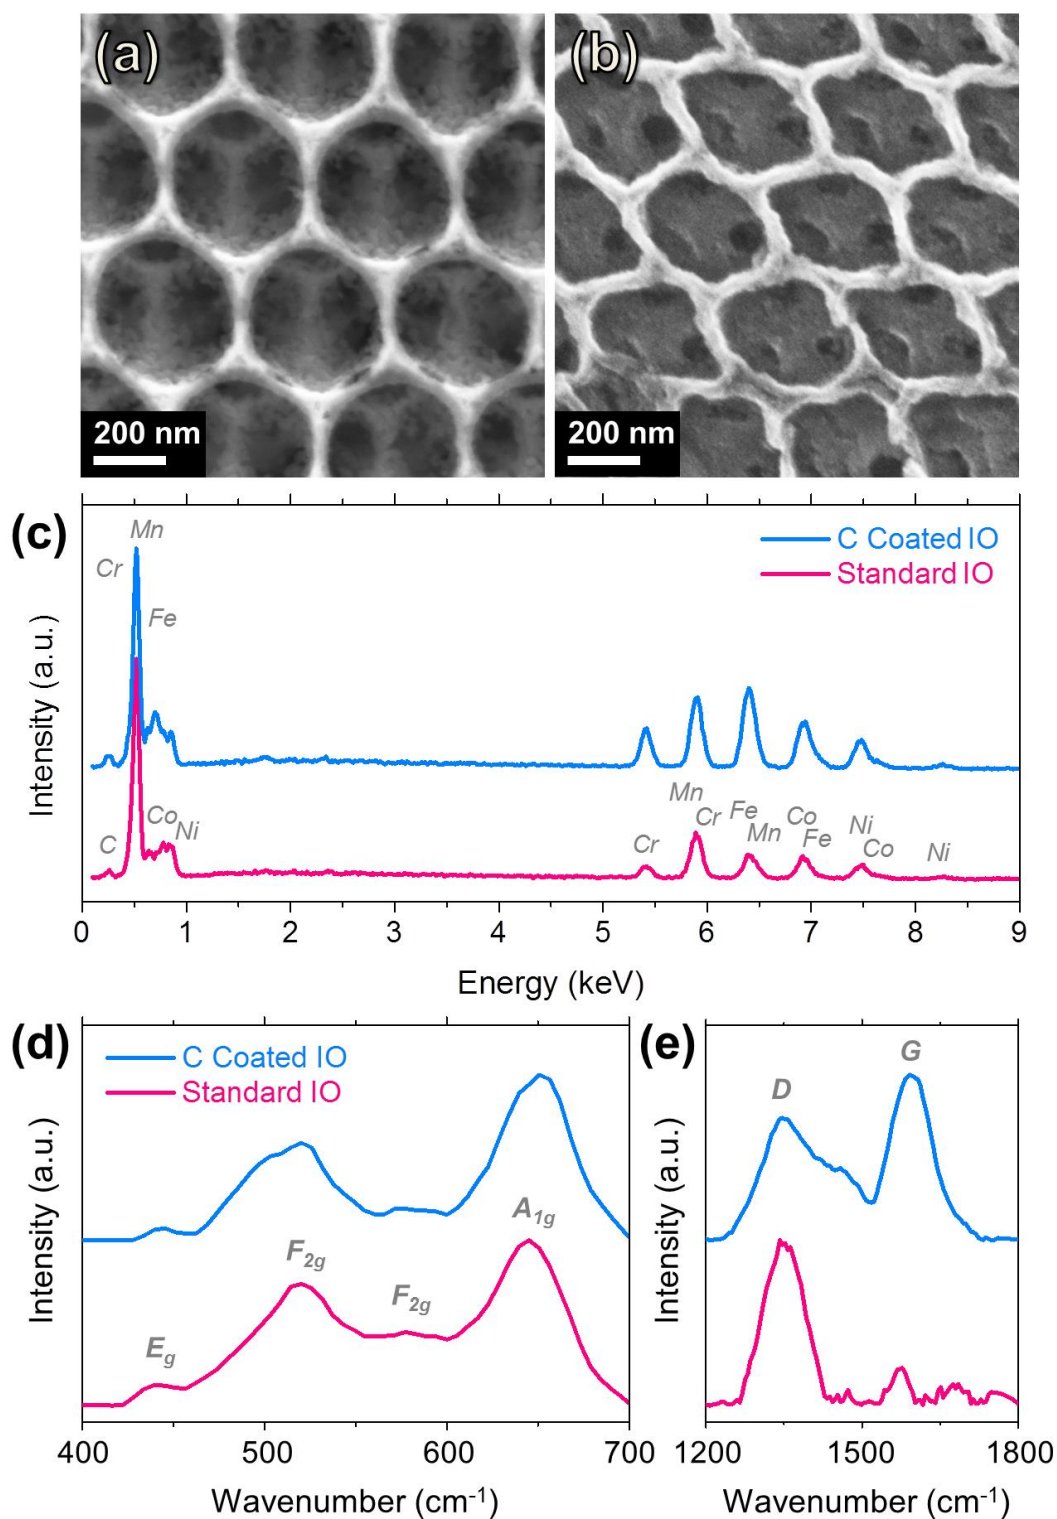 (a)
(b)
200 nm
200 nm
(c)
Mn
Cr
Fe
C Coated IO
Standard IO
Intensity (a.u.)
C
Co
Ni
Cr
Mn
Cr
Fe
Mn
Co
Fe
Ni
Co
Ni
0 1 2 3 4 5 6 7 8 9
Energy (keV)
(d)
C Coated IO
Standard IO
Intensity (a.u.)
Eg
F2g
F2g
A1g
400 500 600 700
Wavenumber (cm-1)
(e)
D
G
Intensity (a.u.)
1200 1500 1800
Wavenumber (cm-1)